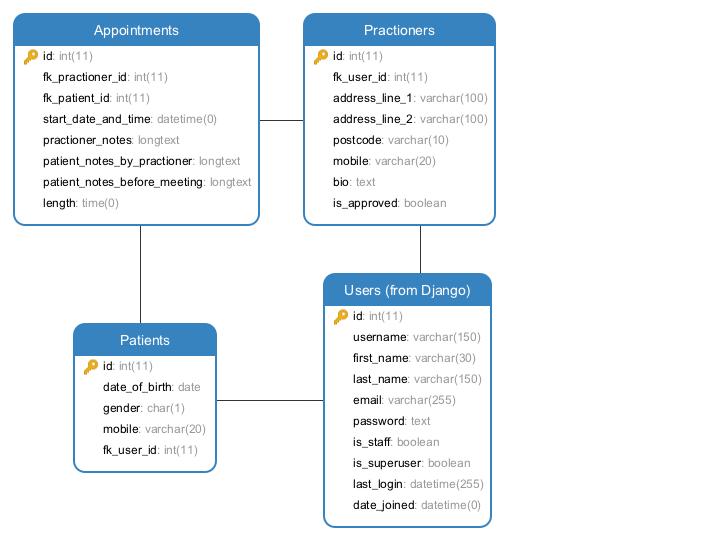 Appointments
id: int(11)
fk_practioner_id: int(11)
fk_patient_id: int(11)
start_date_and_time: datetime(0)
practioner_notes: longtext
patient_notes_by_practioner: longtext
patient_notes_before_meeting: longtext
length: time(0)
Practioners
id: int(11)
fk_user_id: int(11)
address_line_1: varchar(100)
address_line_2: varchar(100)
postcode: varchar(10)
mobile: varchar(20)
bio: text
is_approved: boolean
Patients
id: int(11)
date_of_birth: date
gender: char(1)
mobile: varchar(20)
fk_user_id: int(11)
Users (from Django)
id: int(11)
username: varchar(150)
first_name: varchar(30)
last_name: varchar(150)
email: varchar(255)
password: text
is_staff: boolean
is_superuser: boolean
last_login: datetime(255)
date_joined: datetime(0)